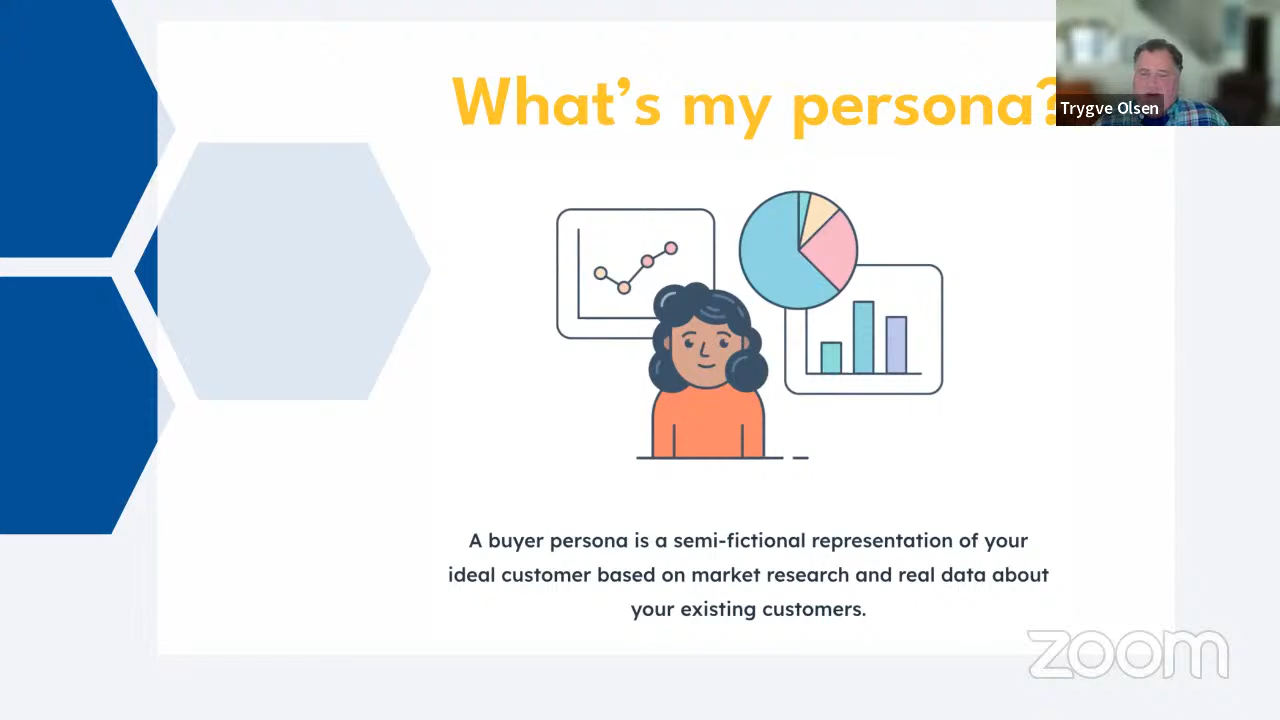 What's my persona?
Trygve Olsen
A buyer persona is a semi-fictional representation of your
ideal customer based on market research and real data about
your existing customers.
zoom